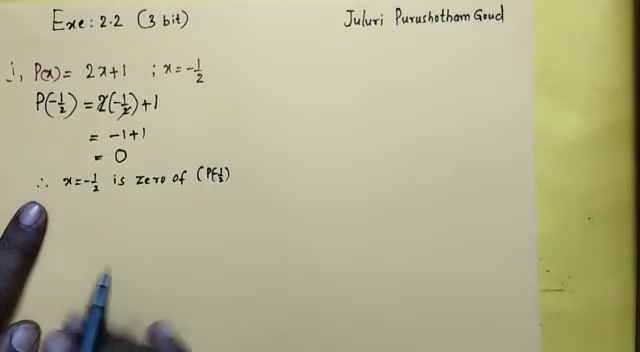 Exe: 2.2 (3 bit)
Juluri Purushotham Goud
i, P(x) = 2x+1 ; x=-1/2
P(-1/2) = 2(-1/2)+1
= -1+1
= 0
∴ x=-1/2 is zero of (P(-1/2)